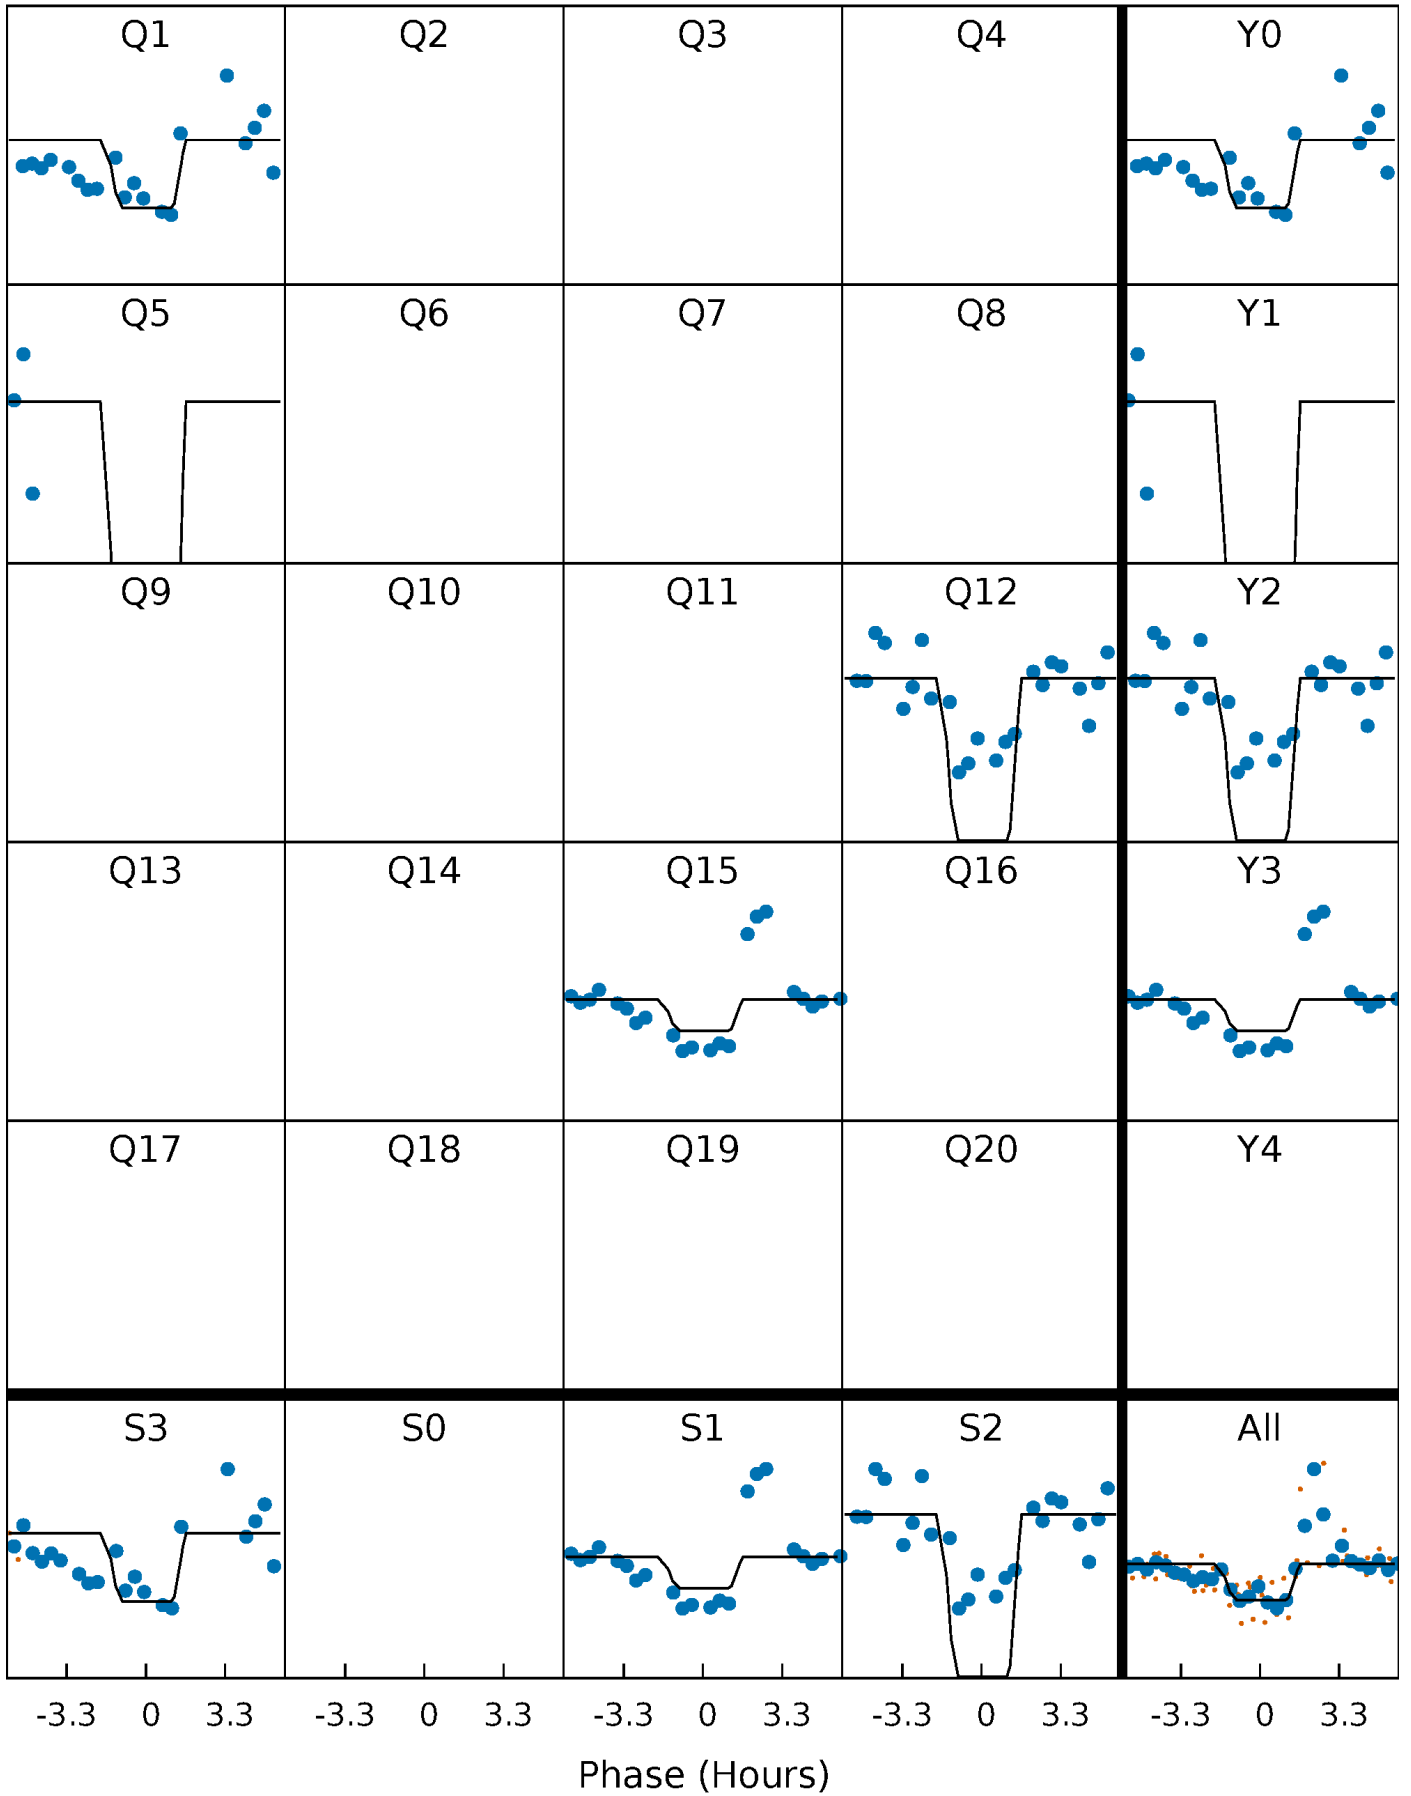 Q1 Q2 Q3 Q4 Y0
Q5 Q6 Q7 Q8 Y1
Q9 Q10 Q11 Q12 Y2
Q13 Q14 Q15 Q16 Y3
Q17 Q18 Q19 Q20 Y4
S3 S0 S1 S2 All
-3.3 0 3.3 -3.3 0 3.3 -3.3 0 3.3 -3.3 0 3.3 -3.3 0 3.3
Phase (Hours)